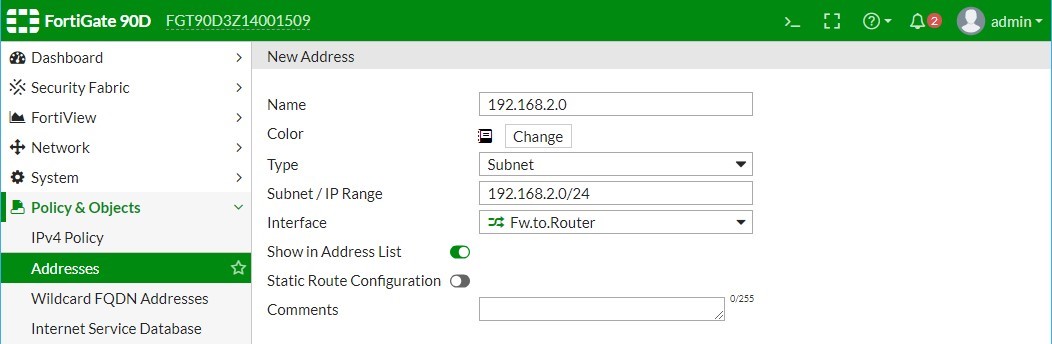 FortiGate 90D FGT90D3Z14001509 >_ 2 admin
Dashboard
Security Fabric
FortiView
Network
System
Policy & Objects
IPv4 Policy
Addresses
Wildcard FQDN Addresses
Internet Service Database
New Address
Name 192.168.2.0
Color Change
Type Subnet
Subnet / IP Range 192.168.2.0/24
Interface Fw.to.Router
Show in Address List
Static Route Configuration
Comments 0/255